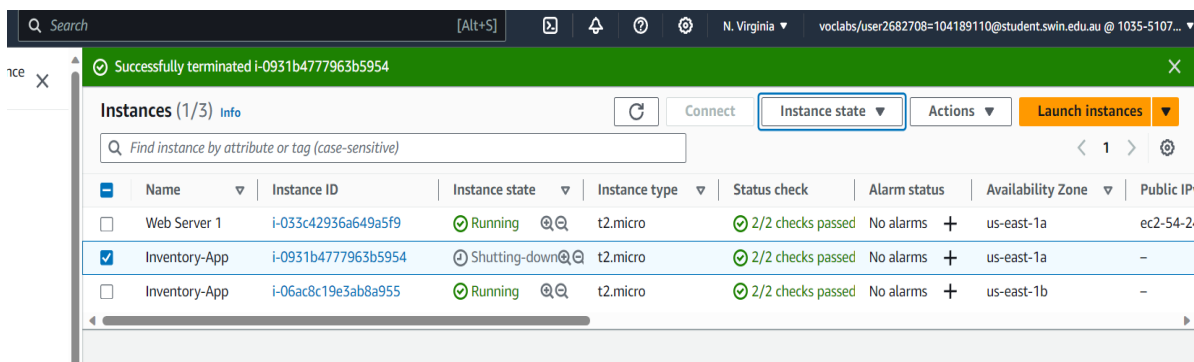 Search [Alt+S] N. Virginia ▼ voclabs/user2682708=104189110@student.swin.edu.au @ 1035-5107... ▼
nce
Successfully terminated i-0931b4777963b5954
Instances (1/3) Info Connect Instance state ▼ Actions ▼ Launch instances ▼
Find instance by attribute or tag (case-sensitive) 1
Name Instance ID Instance state Instance type Status check Alarm status Availability Zone Public IP
Web Server 1 i-033c42936a649a5f9 Running t2.micro 2/2 checks passed No alarms + us-east-1a ec2-54-2
Inventory-App i-0931b4777963b5954 Shutting-down t2.micro 2/2 checks passed No alarms + us-east-1a –
Inventory-App i-06ac8c19e3ab8a955 Running t2.micro 2/2 checks passed No alarms + us-east-1b –